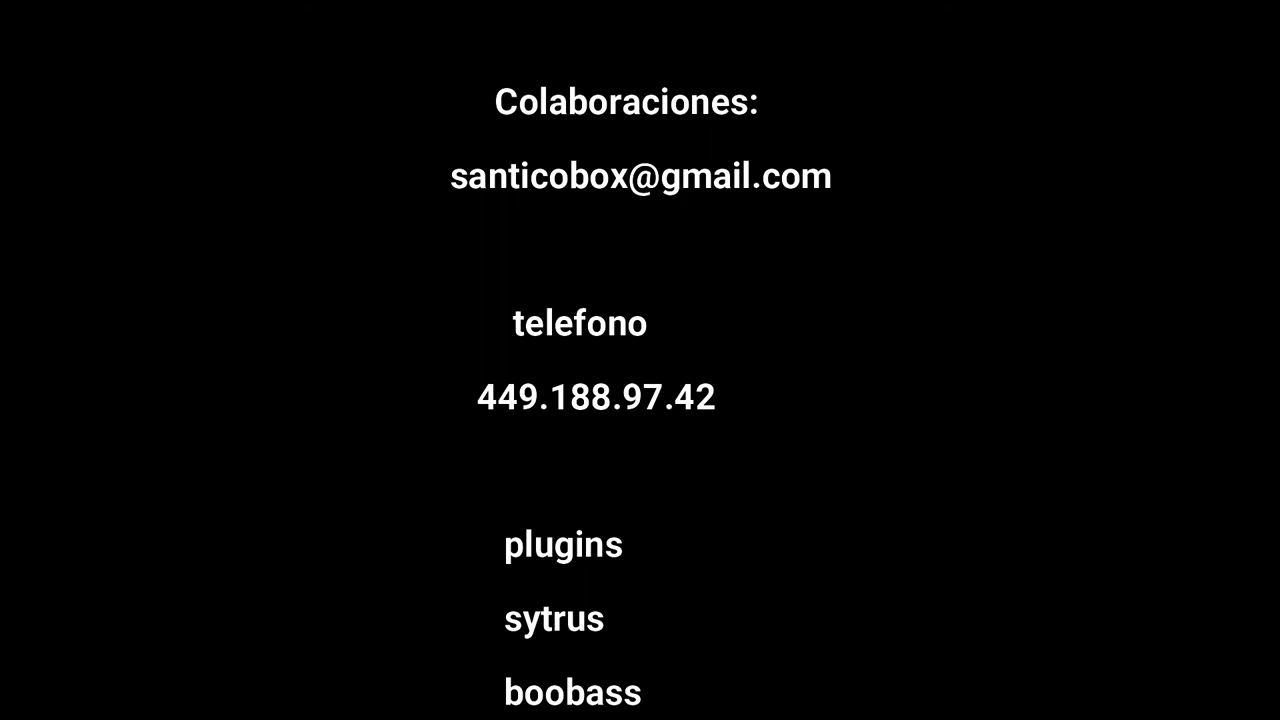 Colaboraciones:
santicobox@gmail.com
telefono
449.188.97.42
plugins
sytrus
boobass